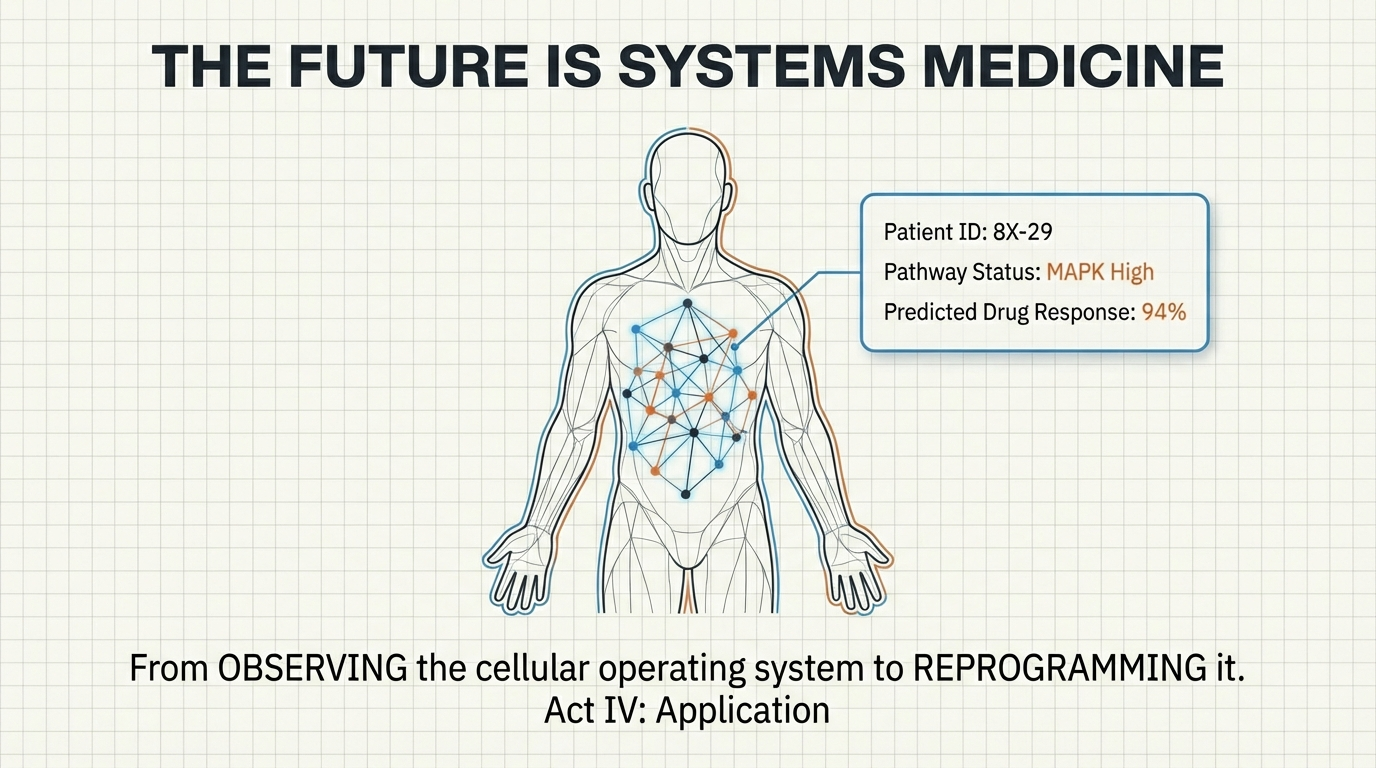 THE FUTURE IS SYSTEMS MEDICINE
Patient ID: 8X-29
Pathway Status: MAPK High
Predicted Drug Response: 94%
From OBSERVING the cellular operating system to REPROGRAMMING it.
Act IV: Application